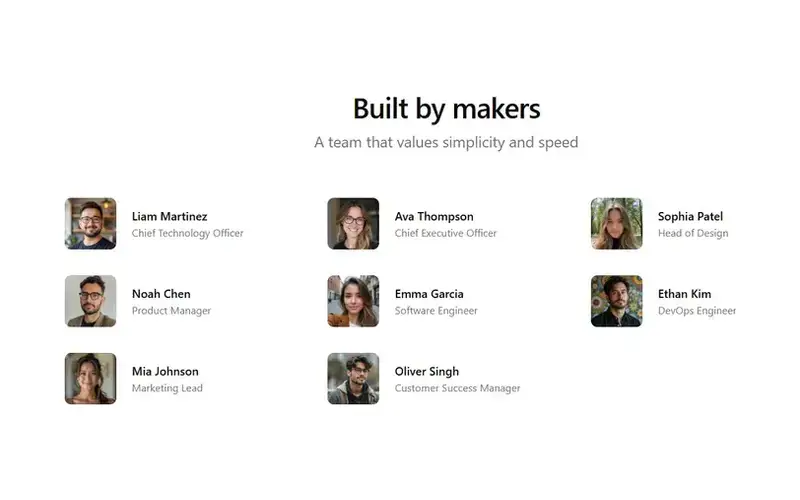 Built by makers
A team that values simplicity and speed
Liam Martinez
Chief Technology Officer
Ava Thompson
Chief Executive Officer
Sophia Patel
Head of Design
Noah Chen
Product Manager
Emma Garcia
Software Engineer
Ethan Kim
DevOps Engineer
Mia Johnson
Marketing Lead
Oliver Singh
Customer Success Manager